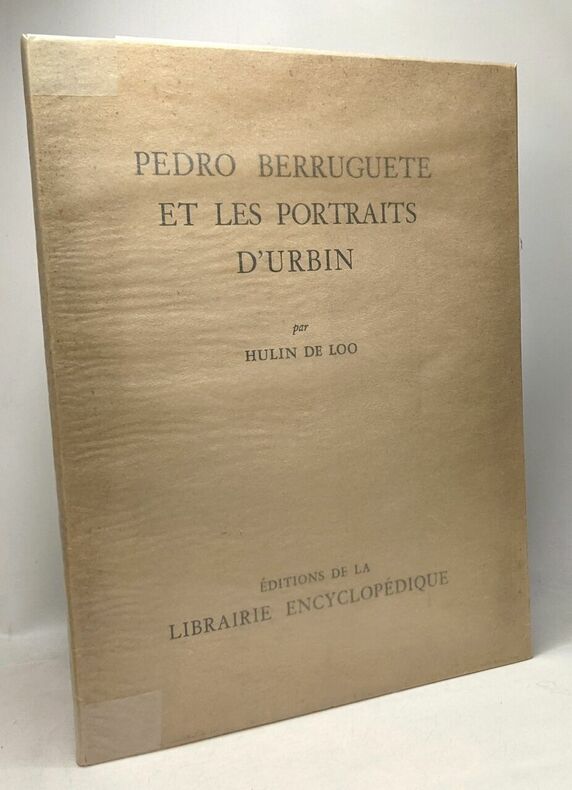 PEDRO BERRUGUETE
ET LES PORTRAITS
D'URBIN
par
HULIN DE LOO
ÉDITIONS DE LA
LIBRAIRIE ENCYCLOPÉDIQUE